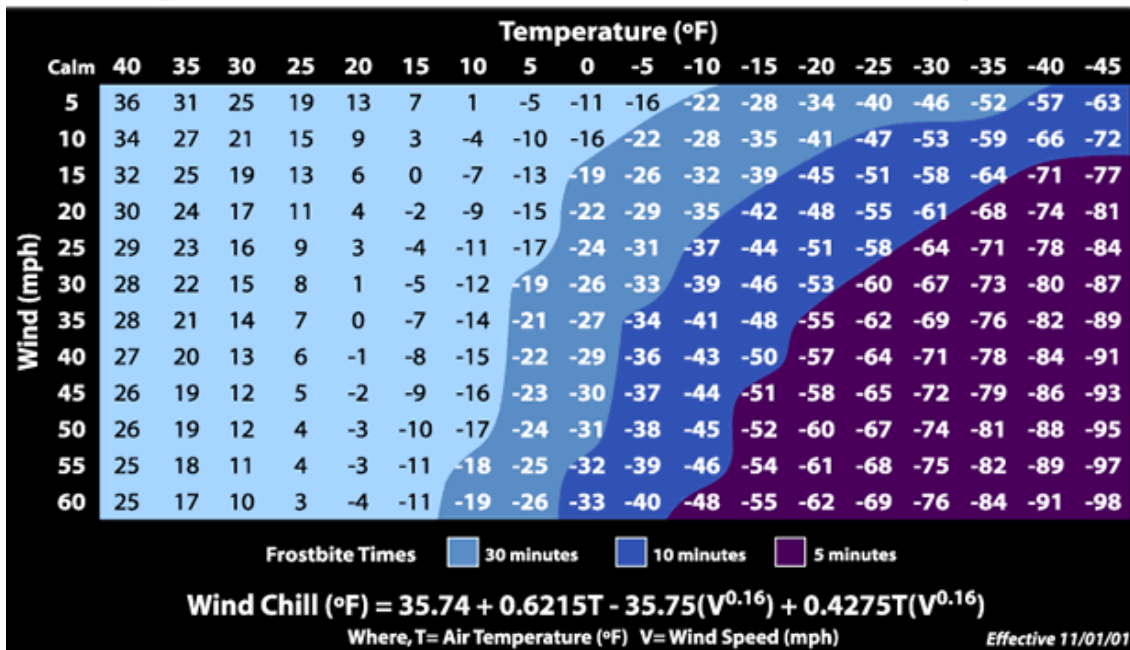 Temperature (ºF)
Calm 40 35 30 25 20 15 10 5 0 -5 -10 -15 -20 -25 -30 -35 -40 -45
Wind (mph)
5 36 31 25 19 13 7 1 -5 -11 -16 -22 -28 -34 -40 -46 -52 -57 -63
10 34 27 21 15 9 3 -4 -10 -16 -22 -28 -35 -41 -47 -53 -59 -66 -72
15 32 25 19 13 6 0 -7 -13 -19 -26 -32 -39 -45 -51 -58 -64 -71 -77
20 30 24 17 11 4 -2 -9 -15 -22 -29 -35 -42 -48 -55 -61 -68 -74 -81
25 29 23 16 9 3 -4 -11 -17 -24 -31 -37 -44 -51 -58 -64 -71 -78 -84
30 28 22 15 8 1 -5 -12 -19 -26 -33 -39 -46 -53 -60 -67 -73 -80 -87
35 28 21 14 7 0 -7 -14 -21 -27 -34 -41 -48 -55 -62 -69 -76 -82 -89
40 27 20 13 6 -1 -8 -15 -22 -29 -36 -43 -50 -57 -64 -71 -78 -84 -91
45 26 19 12 5 -2 -9 -16 -23 -30 -37 -44 -51 -58 -65 -72 -79 -86 -93
50 26 19 12 4 -3 -10 -17 -24 -31 -38 -45 -52 -60 -67 -74 -81 -88 -95
55 25 18 11 4 -3 -11 -18 -25 -32 -39 -46 -54 -61 -68 -75 -82 -89 -97
60 25 17 10 3 -4 -11 -19 -26 -33 -40 -48 -55 -62 -69 -76 -84 -91 -98
Frostbite Times 30 minutes 10 minutes 5 minutes
Wind Chill (ºF) = 35.74 + 0.6215T - 35.75(V^0.16) + 0.4275T(V^0.16)
Where, T= Air Temperature (ºF) V= Wind Speed (mph) Effective 11/01/01